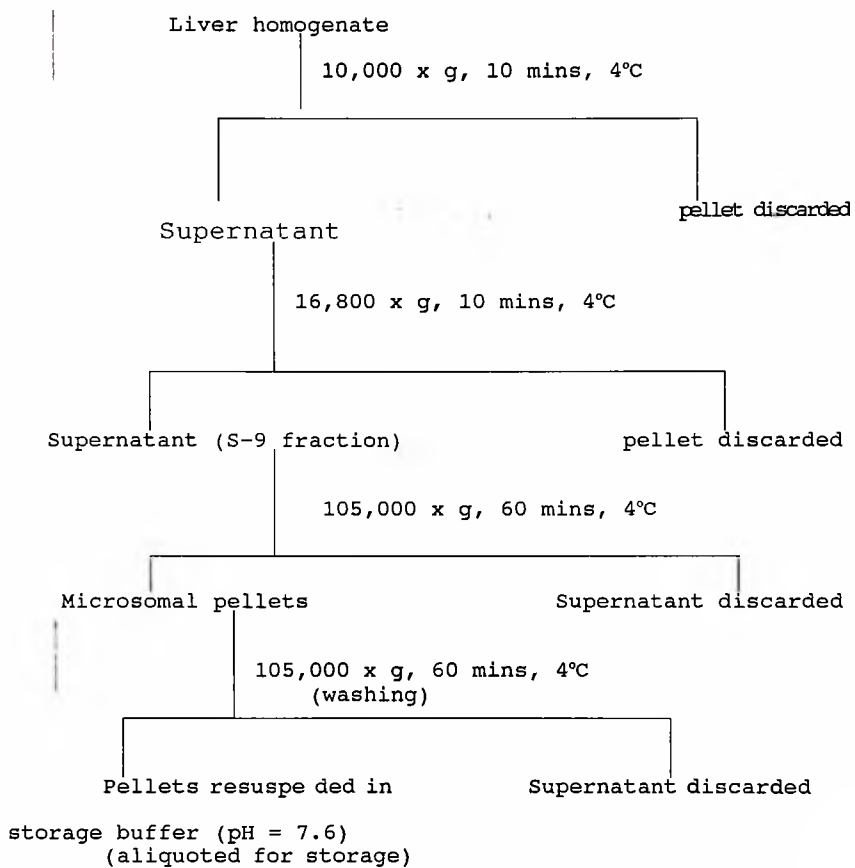 Liver homogenate
10,000 x g, 10 mins, 4°C
pellet discarded
Supernatant
16,800 x g, 10 mins, 4°C
Supernatant (S-9 fraction)
pellet discarded
105,000 x g, 60 mins, 4°C
Microsomal pellets
Supernatant discarded
105,000 x g, 60 mins, 4°C
(washing)
Pellets resuspe ded in
Supernatant discarded
storage buffer (pH = 7.6)
(aliquoted for storage)